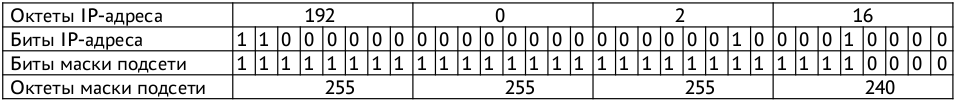 Октеты IP-адреса 192 0 2 16
Биты IP-адреса 1 1 0 0 0 0 0 0 0 0 0 0 0 0 0 0 0 0 0 0 0 0 1 0 0 0 0 1 0 0 0 0
Биты маски подсети 1 1 1 1 1 1 1 1 1 1 1 1 1 1 1 1 1 1 1 1 1 1 1 1 1 1 1 1 0 0 0 0
Октеты маски подсети 255 255 255 240